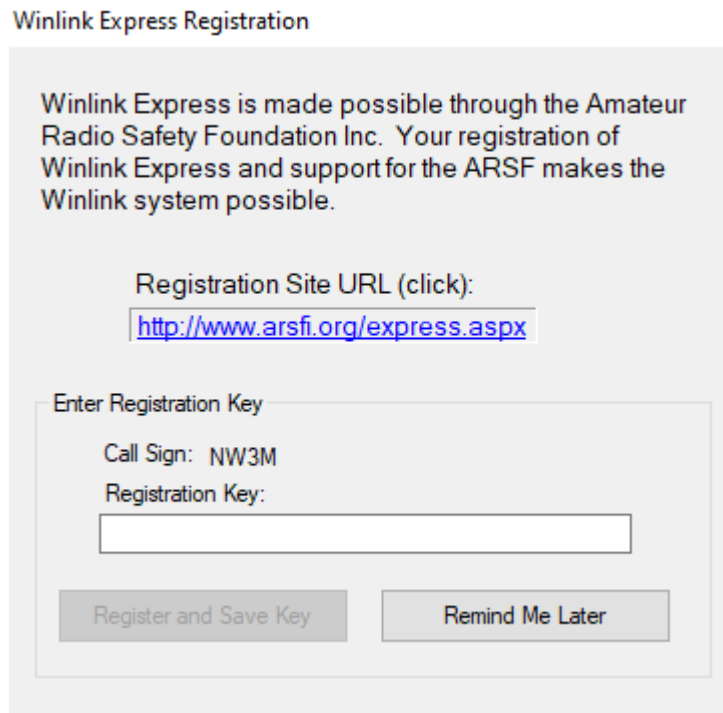 Winlink Express Registration
Winlink Express is made possible through the Amateur
Radio Safety Foundation Inc.  Your registration of
Winlink Express and support for the ARSF makes the
Winlink system possible.
Registration Site URL (click):
http://www.arsfi.org/express.aspx
Enter Registration Key
Call Sign: NW3M
Registration Key:
Register and Save Key
Remind Me Later